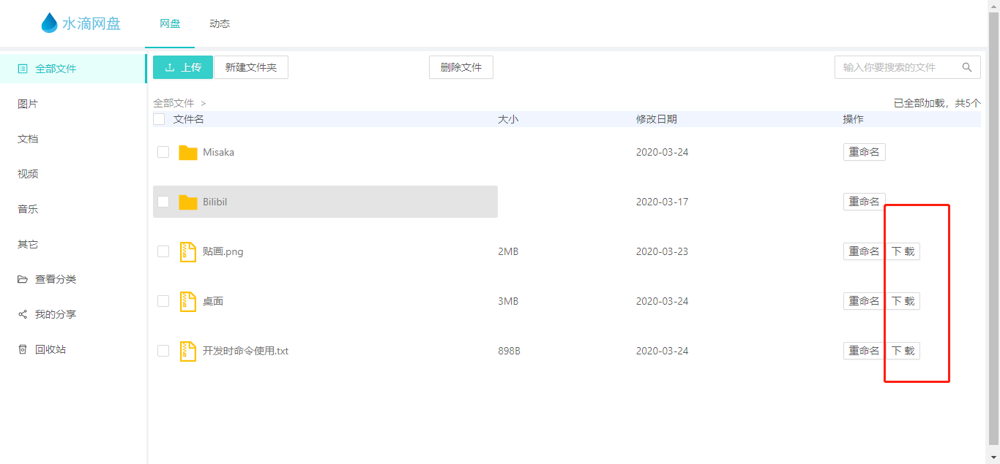 水滴网盘 网盘 动态
全部文件 上传 新建文件夹 删除文件 输入你要搜索的文件
图片 全部文件 > 已全部加载，共5个
文件名 大小 修改日期 操作
文档 Misaka 2020-03-24 重命名
视频
音乐 Bilibil 2020-03-17 重命名
其它 贴画.png 2MB 2020-03-23 重命名 下 载
查看分类
我的分享 桌面 3MB 2020-03-24 重命名 下 载
回收站 开发时命令使用.txt 898B 2020-03-24 重命名 下 载